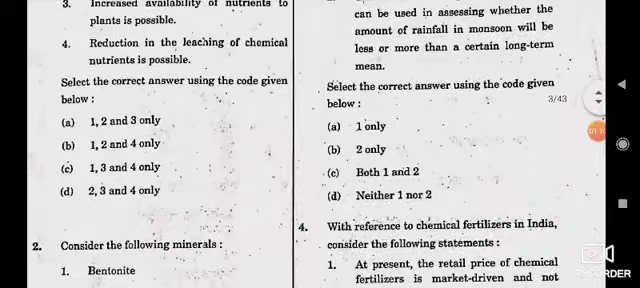 3. Increased availability of nutrients to
plants is possible.
4. Reduction in the leaching of chemical
nutrients is possible.
Select the correct answer using the code given
below :
(a) 1, 2 and 3 only
(b) 1, 2 and 4 only
(c) 1, 3 and 4 only
(d) 2, 3 and 4 only
2. Consider the following minerals :
1. Bentonite
can be used in assessing whether the
amount of rainfall in monsoon will be
less or more than a certain long-term
mean.
Select the correct answer using the code given
below :
(a) 1 only
(b) 2 only
(c) Both 1 and 2
(d) Neither 1 nor 2
4. With reference to chemical fertilizers in India,
consider the following statements :
1. At present, the retail price of chemical
fertilizers is market-driven and not
3/43